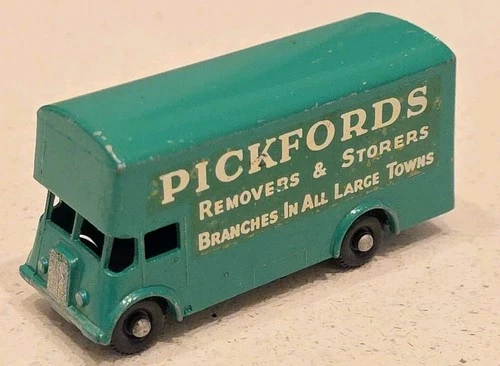 PICKFORDS
REMOVERS & STORERS
BRANCHES IN ALL LARGE TOWNS